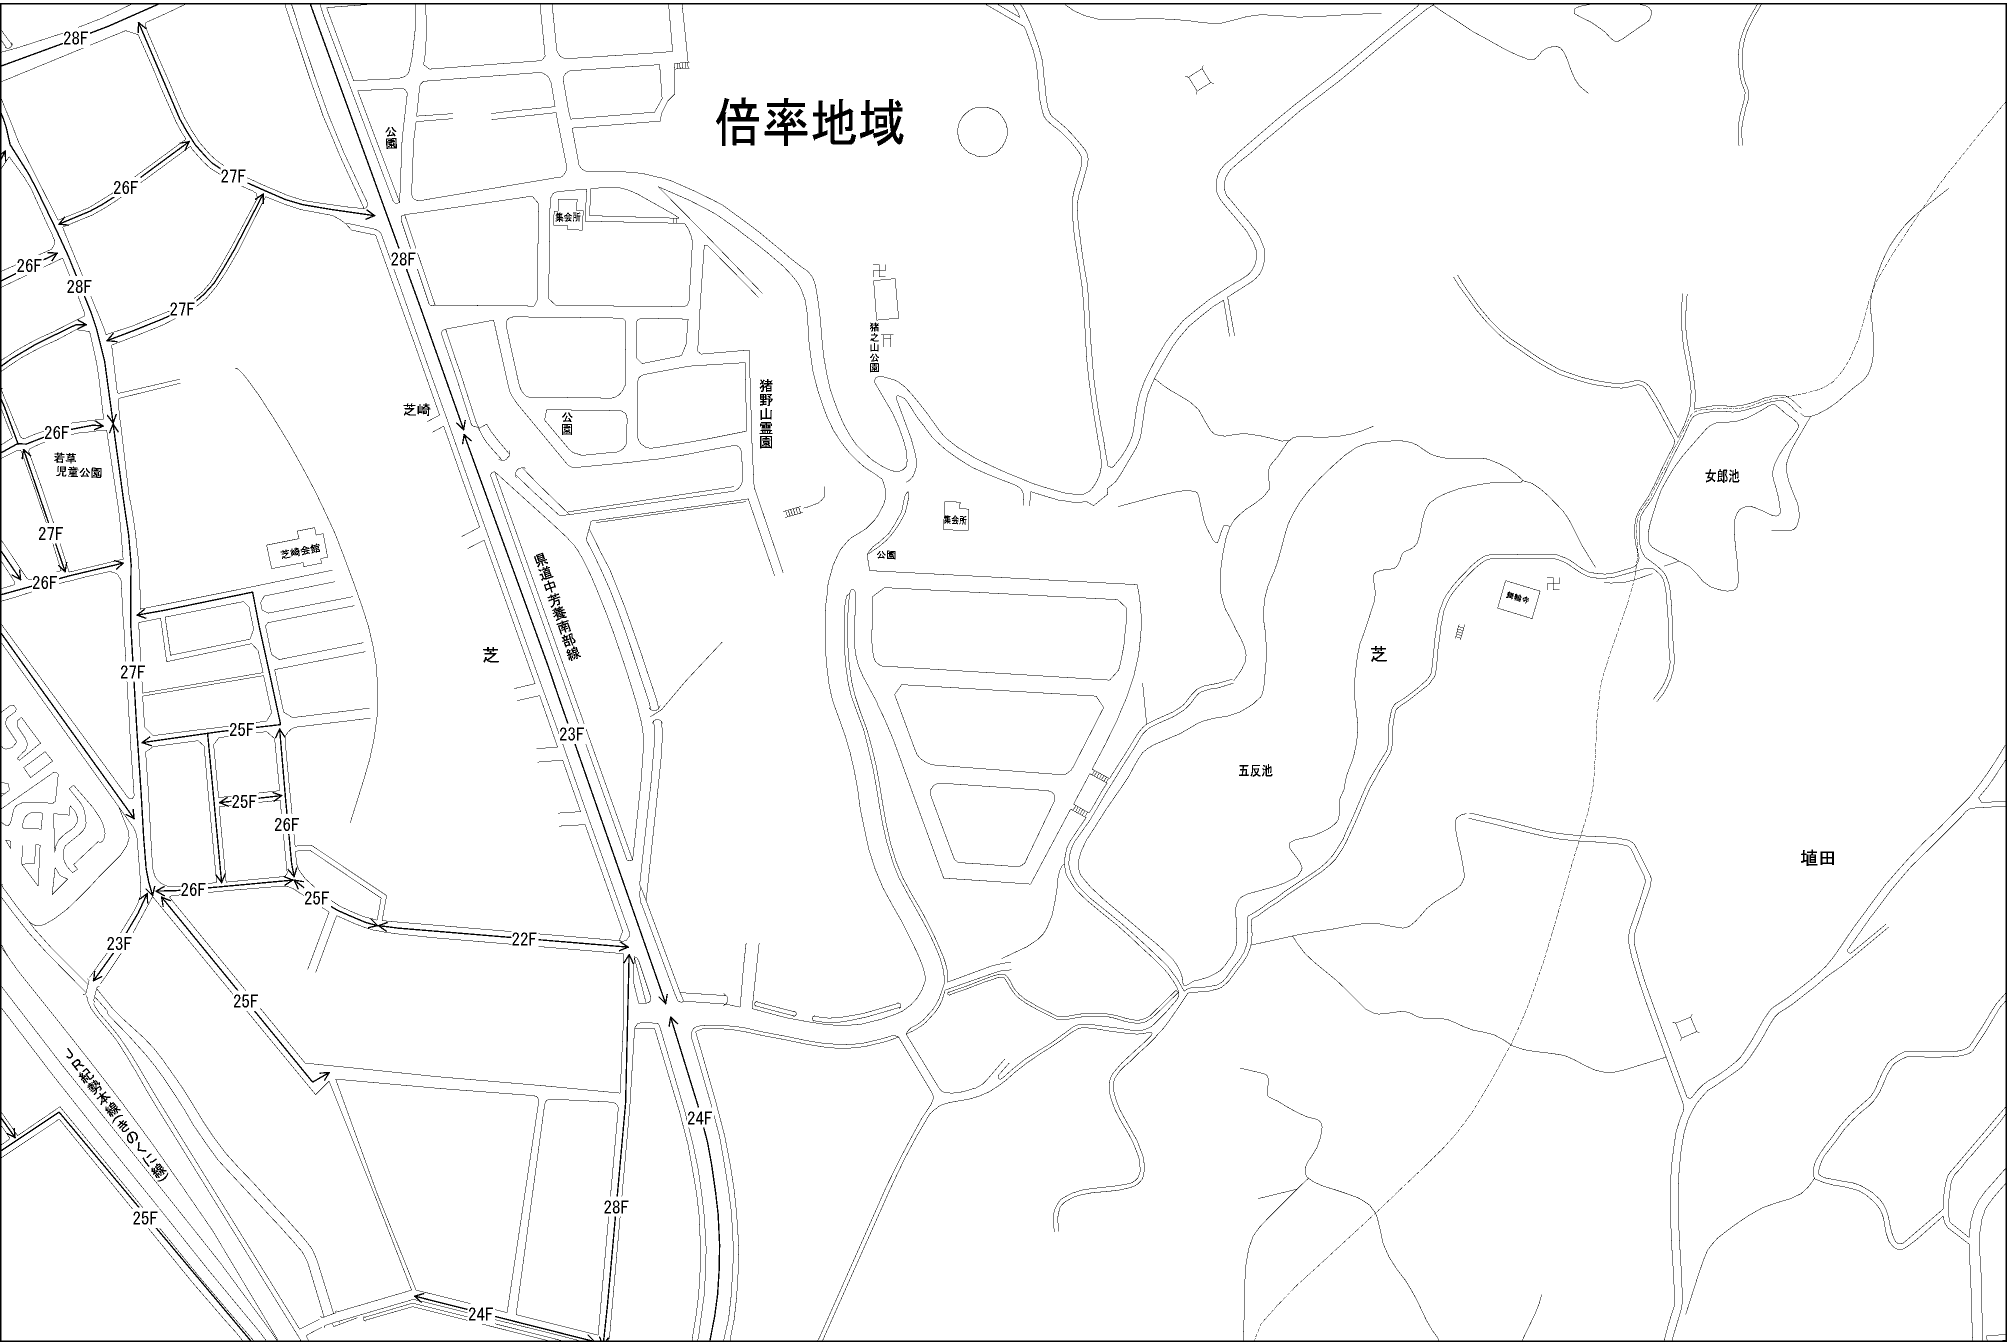 28F
倍率地域
公園
27F
26F
集会所
28F
26F
28F
27F
猪之山公園
芝崎
公園
猪野山霊園
26F
若草
児童公園
女郎池
27F
集会所
芝崎会館
県道中芳養南部線
公園
26F
芝
芝
27F
23F
25F
五反池
25F
26F
埴田
26F
25F
23F
22F
25F
JR紀勢本線(きのくに線)
24F
25F
28F
24F